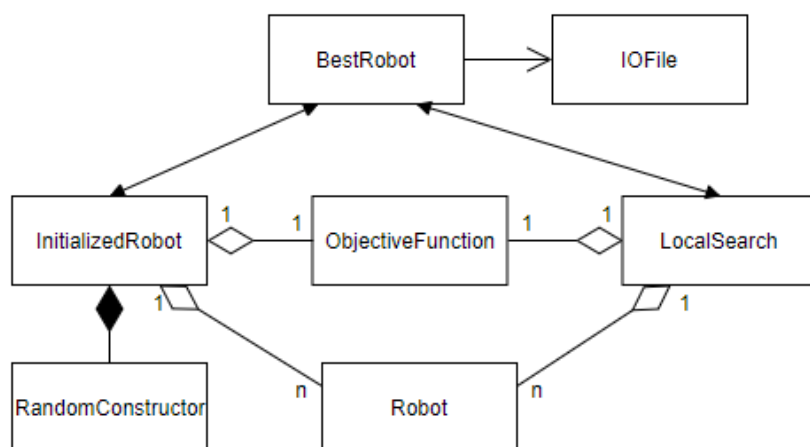 BestRobot
IOFile
InitializedRobot
1
1
ObjectiveFunction
1
1
LocalSearch
1
1
RandomConstructor
n
Robot
n